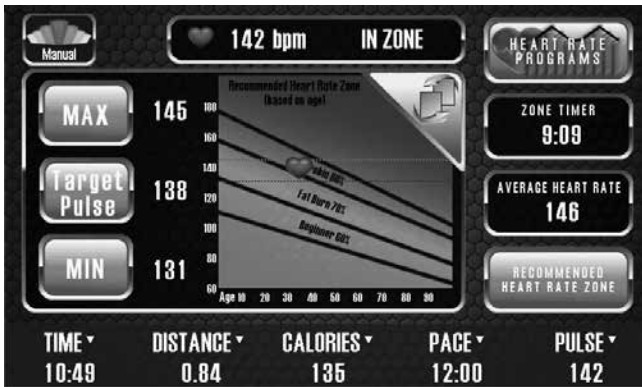 Manual
142 bpm IN ZONE
HEART RATE
PROGRAMS
MAX
145
Target
Pulse
138
MIN
131
Recommended Heart Rate Zone
(based on age)
180
160
140
120
100
80
60
80%
Fat Burn 70%
Beginner 60%
Age 10 20 30 40 50 60 70 80 90
ZONE TIMER
9:09
AVERAGE HEART RATE
146
RECOMMENDED
HEART RATE ZONE
TIME DISTANCE CALORIES PACE PULSE
10:49 0.84 135 12:00 142